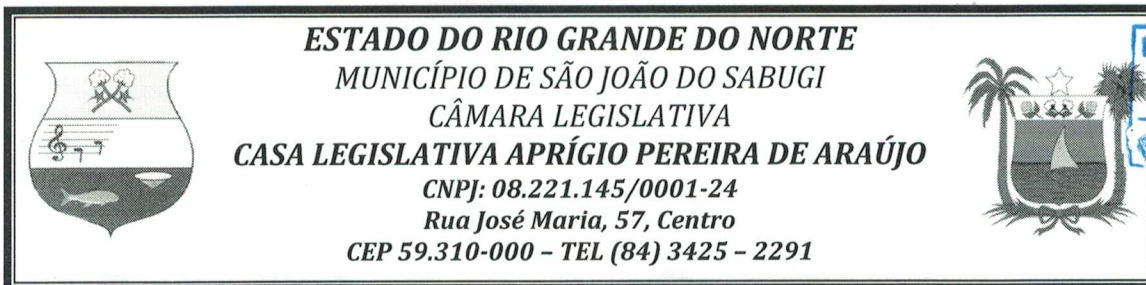 ESTADO DO RIO GRANDE DO NORTE
MUNICÍPIO DE SÃO JOÃO DO SABUGI
CÂMARA LEGISLATIVA
CASA LEGISLATIVA APRÍGIO PEREIRA DE ARAÚJO
CNPJ: 08.221.145/0001-24
Rua José Maria, 57, Centro
CEP 59.310-000 – TEL (84) 3425 – 2291